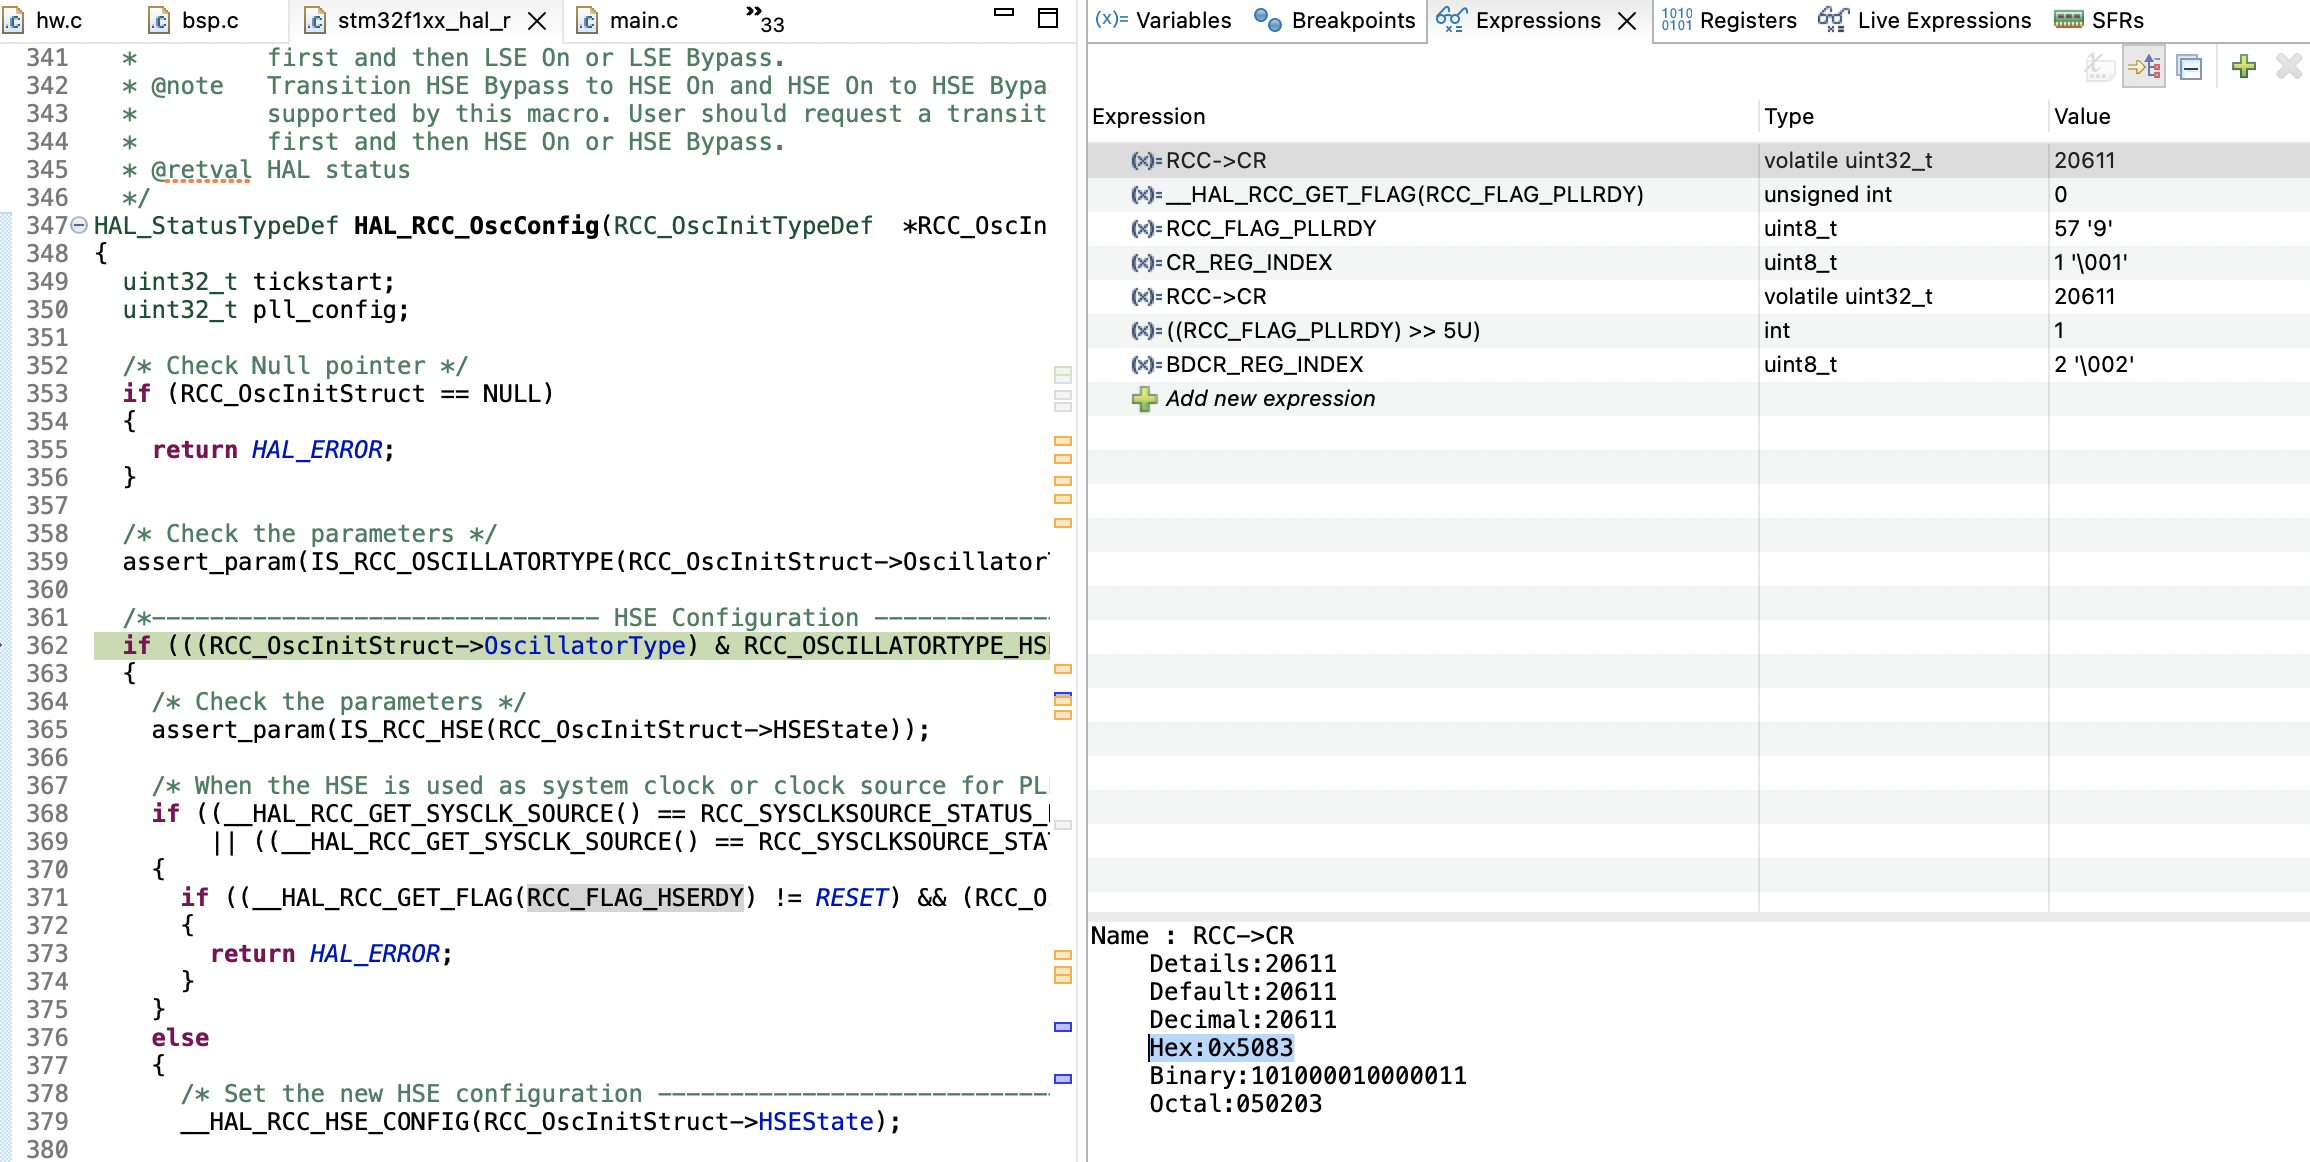 hw.c bsp.c stm32f1xx_hal_r main.c »33
341 * first and then LSE On or LSE Bypass.
342 * @note Transition HSE Bypass to HSE On and HSE On to HSE Bypa
343 * supported by this macro. User should request a transit
344 * first and then HSE On or HSE Bypass.
345 * @retval HAL status
346 */
347 HAL_StatusTypeDef HAL_RCC_OscConfig(RCC_OscInitTypeDef *RCC_OscIn
348 {
349 uint32_t tickstart;
350 uint32_t pll_config;
351
352 /* Check Null pointer */
353 if (RCC_OscInitStruct == NULL)
354 {
355 return HAL_ERROR;
356 }
357
358 /* Check the parameters */
359 assert_param(IS_RCC_OSCILLATORTYPE(RCC_OscInitStruct->Oscillator
360
361 /*------------------------------- HSE Configuration ------------
362 if (((RCC_OscInitStruct->OscillatorType) & RCC_OSCILLATORTYPE_HS
363 {
364 /* Check the parameters */
365 assert_param(IS_RCC_HSE(RCC_OscInitStruct->HSEState));
366
367 /* When the HSE is used as system clock or clock source for PL
368 if ((__HAL_RCC_GET_SYSCLK_SOURCE() == RCC_SYSCLKSOURCE_STATUS_
369 || ((__HAL_RCC_GET_SYSCLK_SOURCE() == RCC_SYSCLKSOURCE_STA
370 {
371 if ((__HAL_RCC_GET_FLAG(RCC_FLAG_HSERDY) != RESET) && (RCC_O
372 {
373 return HAL_ERROR;
374 }
375 }
376 else
377 {
378 /* Set the new HSE configuration ---------------------------
379 __HAL_RCC_HSE_CONFIG(RCC_OscInitStruct->HSEState);
380
(x)= Variables Breakpoints Expressions 1010 0101 Registers Live Expressions SFRs
Expression Type Value
(x)= RCC->CR volatile uint32_t 20611
(x)= __HAL_RCC_GET_FLAG(RCC_FLAG_PLLRDY) unsigned int 0
(x)= RCC_FLAG_PLLRDY uint8_t 57 '9'
(x)= CR_REG_INDEX uint8_t 1 '\001'
(x)= RCC->CR volatile uint32_t 20611
(x)= ((RCC_FLAG_PLLRDY) >> 5U) int 1
(x)= BDCR_REG_INDEX uint8_t 2 '\002'
Add new expression
Name : RCC->CR
Details:20611
Default:20611
Decimal:20611
Hex:0x5083
Binary:101000010000011
Octal:050203